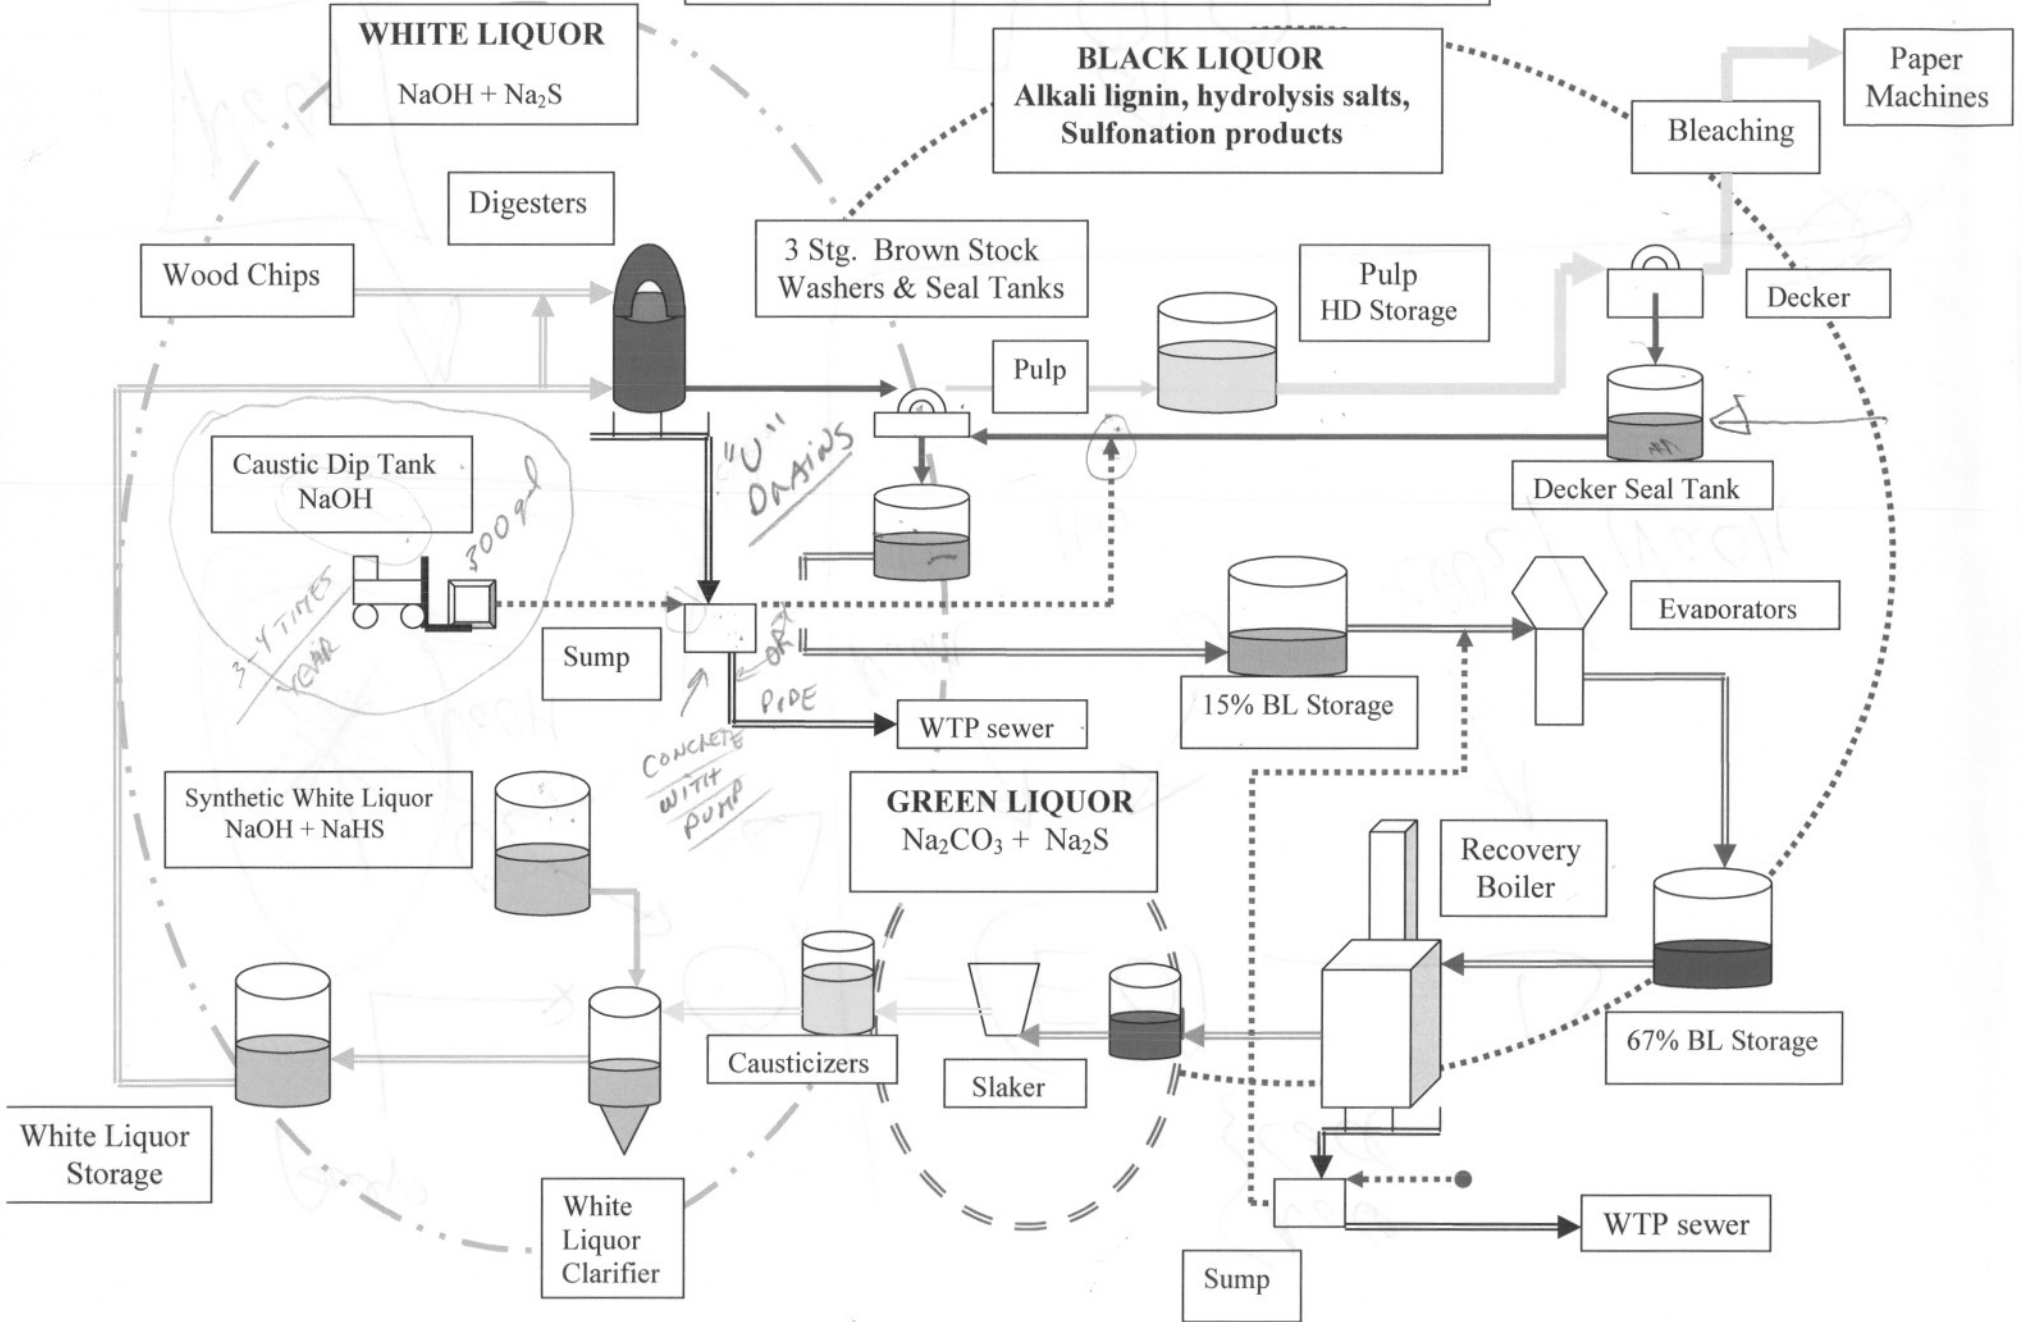 WHITE LIQUOR
NaOH + Na₂S
BLACK LIQUOR
Alkali lignin, hydrolysis salts,
Sulfonation products
Paper
Machines
Bleaching
Digesters
Wood Chips
3 Stg. Brown Stock
Washers & Seal Tanks
Pulp
HD Storage
Decker
Pulp
Caustic Dip Tank
NaOH
300 gal
3-4 TIMES
YEAR
"U"
DRAINS
Decker Seal Tank
Sump
PIPE
CONCRETE
WITH
PUMP
WTP sewer
15% BL Storage
Evaporators
Synthetic White Liquor
NaOH + NaHS
GREEN LIQUOR
Na₂CO₃ + Na₂S
Recovery
Boiler
67% BL Storage
Causticizers
Slaker
White Liquor
Storage
White
Liquor
Clarifier
WTP sewer
Sump